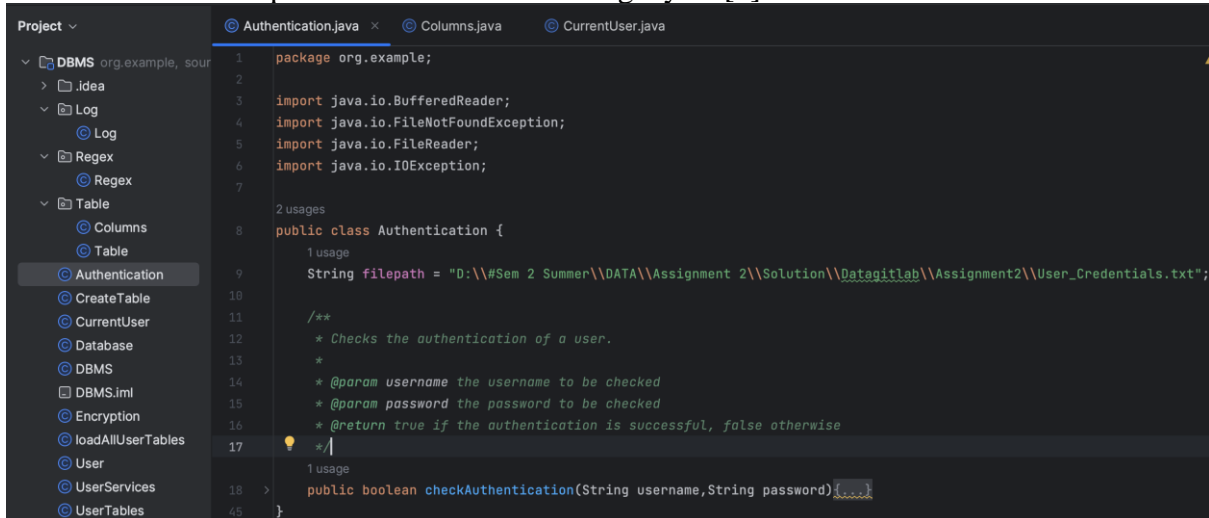 Project
DBMS org.example, sour
.idea
Log
Log
Regex
Regex
Table
Columns
Table
Authentication
CreateTable
CurrentUser
Database
DBMS
DBMS.iml
Encryption
loadAllUserTables
User
UserServices
UserTables
Authentication.java × Columns.java CurrentUser.java
1 package org.example;
2
3 import java.io.BufferedReader;
4 import java.io.FileNotFoundException;
5 import java.io.FileReader;
6 import java.io.IOException;
7
2 usages
8 public class Authentication {
1 usage
9 String filepath = "D:\\#Sem 2 Summer\\DATA\\Assignment 2\\Solution\\Datagitlab\\Assignment2\\User_Credentials.txt";
10
11 /**
12 * Checks the authentication of a user.
13 *
14 * @param username the username to be checked
15 * @param password the password to be checked
16 * @return true if the authentication is successful, false otherwise
17 */
1 usage
18 public boolean checkAuthentication(String username,String password){...}
45 }